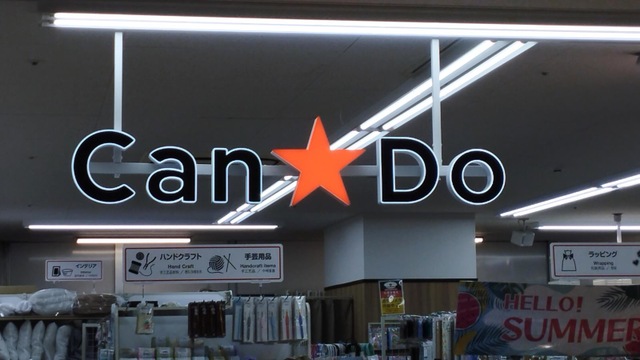 Can★Do
インテリア
ハンドクラフト
Hand Craft
手芸用品
Handicraft Items
ラッピング
Wrapping
HELLO!
SUMMER